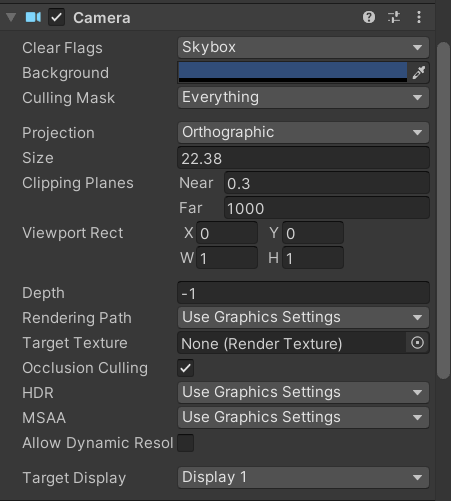 Camera
Clear Flags Skybox
Background
Culling Mask Everything
Projection Orthographic
Size 22.38
Clipping Planes Near 0.3
Far 1000
Viewport Rect X 0 Y 0
W 1 H 1
Depth -1
Rendering Path Use Graphics Settings
Target Texture None (Render Texture)
Occlusion Culling
HDR Use Graphics Settings
MSAA Use Graphics Settings
Allow Dynamic Resol
Target Display Display 1